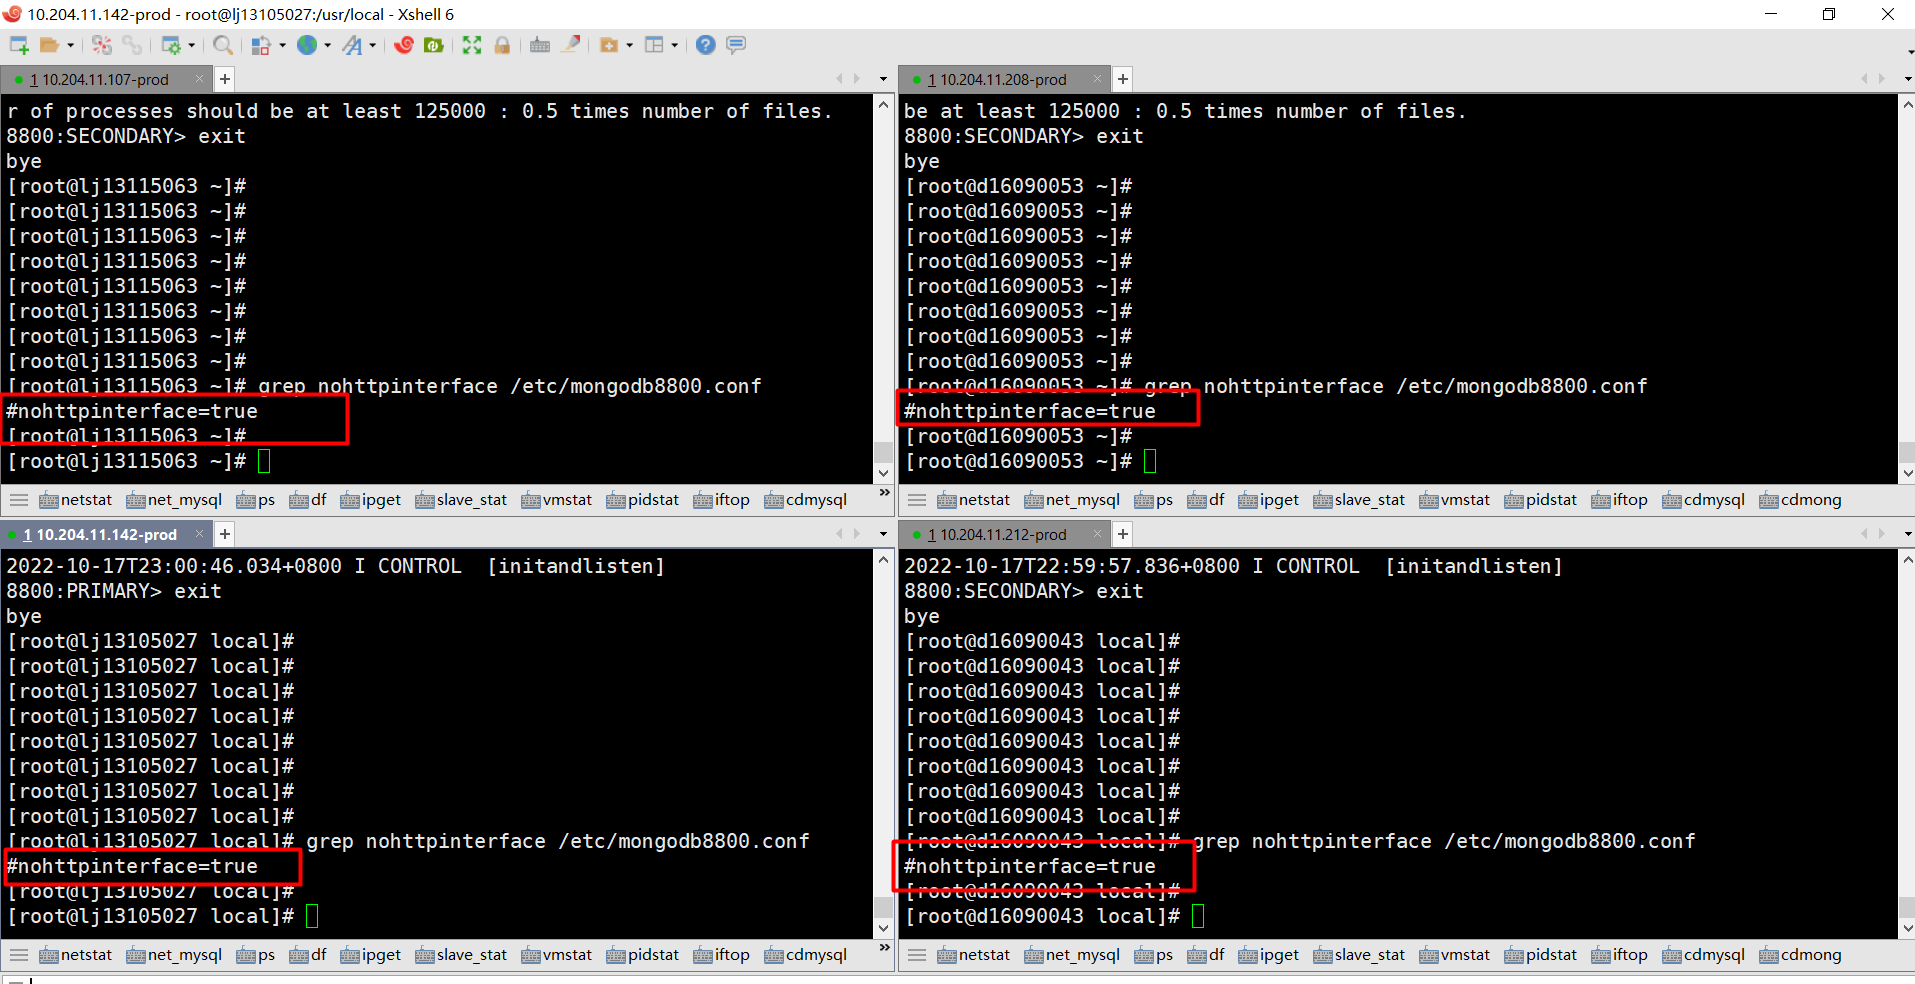 10.204.11.142-prod - root@lj13105027:/usr/local - Xshell 6
1 10.204.11.107-prod
r of processes should be at least 125000 : 0.5 times number of files.
8800:SECONDARY> exit
bye
[root@lj13115063 ~]#
[root@lj13115063 ~]#
[root@lj13115063 ~]#
[root@lj13115063 ~]#
[root@lj13115063 ~]#
[root@lj13115063 ~]#
[root@lj13115063 ~]#
[root@lj13115063 ~]#
[root@lj13115063 ~]# grep nohttpinterface /etc/mongodb8800.conf
#nohttpinterface=true
[root@lj13115063 ~]#
[root@lj13115063 ~]#
netstat net_mysql ps df ipget slave_stat vmstat pidstat iftop cdmysql
1 10.204.11.208-prod
be at least 125000 : 0.5 times number of files.
8800:SECONDARY> exit
bye
[root@d16090053 ~]#
[root@d16090053 ~]#
[root@d16090053 ~]#
[root@d16090053 ~]#
[root@d16090053 ~]#
[root@d16090053 ~]#
[root@d16090053 ~]#
[root@d16090053 ~]#
[root@d16090053 ~]# grep nohttpinterface /etc/mongodb8800.conf
#nohttpinterface=true
[root@d16090053 ~]#
[root@d16090053 ~]#
netstat net_mysql ps df ipget slave_stat vmstat pidstat iftop cdmysql cdmong
1 10.204.11.142-prod
2022-10-17T23:00:46.034+0800 I CONTROL  [initandlisten]
8800:PRIMARY> exit
bye
[root@lj13105027 local]#
[root@lj13105027 local]#
[root@lj13105027 local]#
[root@lj13105027 local]#
[root@lj13105027 local]#
[root@lj13105027 local]#
[root@lj13105027 local]#
[root@lj13105027 local]#
[root@lj13105027 local]# grep nohttpinterface /etc/mongodb8800.conf
#nohttpinterface=true
[root@lj13105027 local]#
[root@lj13105027 local]#
netstat net_mysql ps df ipget slave_stat vmstat pidstat iftop cdmysql
1 10.204.11.212-prod
2022-10-17T22:59:57.836+0800 I CONTROL  [initandlisten]
8800:SECONDARY> exit
bye
[root@d16090043 local]#
[root@d16090043 local]#
[root@d16090043 local]#
[root@d16090043 local]#
[root@d16090043 local]#
[root@d16090043 local]#
[root@d16090043 local]#
[root@d16090043 local]#
[root@d16090043 local]# grep nohttpinterface /etc/mongodb8800.conf
#nohttpinterface=true
[root@d16090043 local]#
[root@d16090043 local]#
netstat net_mysql ps df ipget slave_stat vmstat pidstat iftop cdmysql cdmong